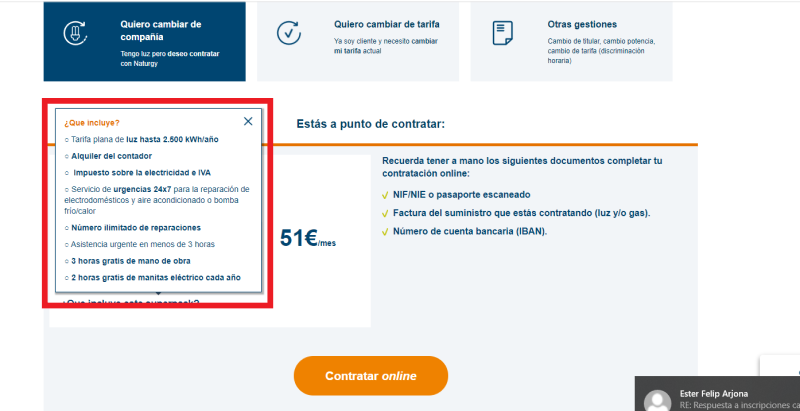 Quiero cambiar de
compañía
Tengo luz pero deseo contratar
con Naturgy
Quiero cambiar de tarifa
Ya soy cliente y necesito cambiar
mi tarifa actual
Otras gestiones
Cambio de titular, cambio potencia,
cambio de tarifa (discriminación
horaria)
¿Que incluye?
○ Tarifa plana de luz hasta 2.500 kWh/año
○ Alquiler del contador
○ Impuesto sobre la electricidad e IVA
○ Servicio de urgencias 24x7 para la reparación de
electrodomésticos y aire acondicionado o bomba
frío/calor
○ Número ilimitado de reparaciones
○ Asistencia urgente en menos de 3 horas
○ 3 horas gratis de mano de obra
○ 2 horas gratis de manitas eléctrico cada año
¿Que incluye este superpack?
Estás a punto de contratar:
51€/mes
Recuerda tener a mano los siguientes documentos completar tu
contratación online:
NIF/NIE o pasaporte escaneado
Factura del suministro que estás contratando (luz y/o gas).
Número de cuenta bancaria (IBAN).
Contratar online
Ester Felip Arjona
RE: Respuesta a inscripciones ca